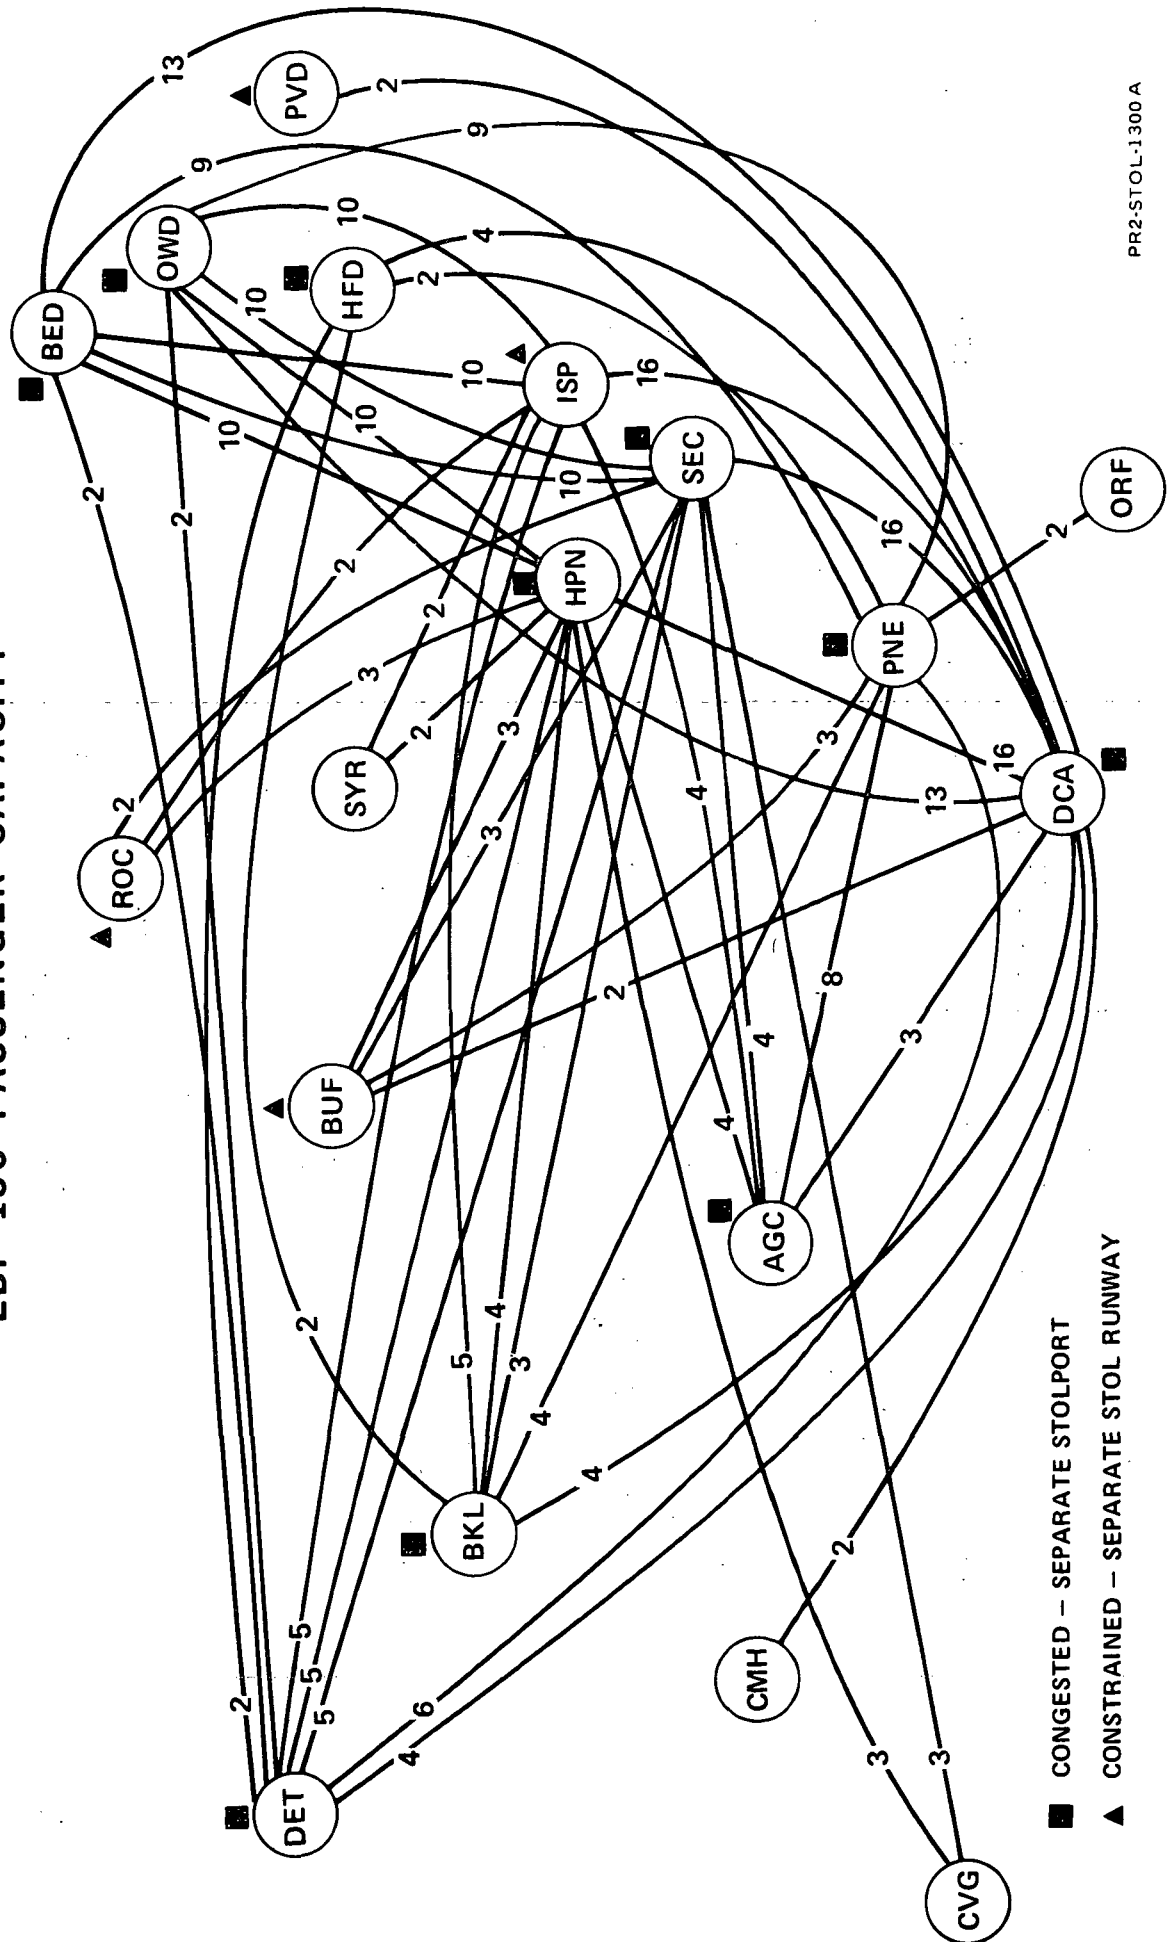 BED
OWD
PVD
HFD
ISP
SEC
HPN
PNE
ORF
DCA
ROC
SYR
BUF
AGC
BKL
CMH
DET
CVG
13
2
9
9
10
4
2
10
10
10
10
16
10
2
2
2
2
3
2
2
16
2
3
3
3
16
13
4
2
8
4
4
3
2
5
4
3
4
4
2
5
5
5
2
6
4
3
3
■ CONGESTED – SEPARATE STOLPORT
▲ CONSTRAINED – SEPARATE STOL RUNWAY
PR2-STOL-1300 A